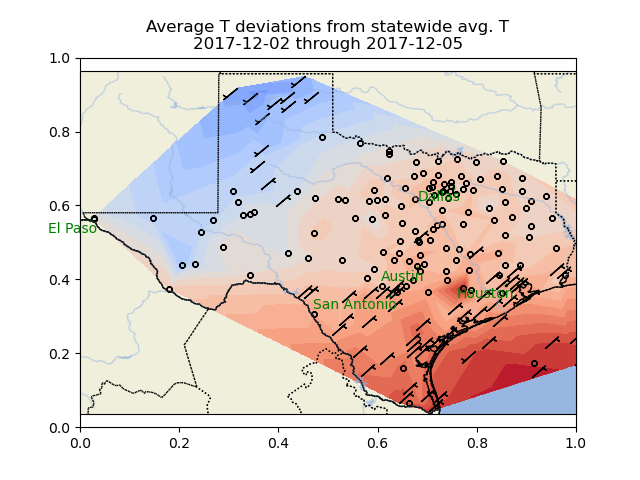 Average T deviations from statewide avg. T
2017-12-02 through 2017-12-05
1.0
0.8
Dallas
0.6
El Paso
0.4
Austin
Houston
San Antonio
0.2
0.0
0.0 0.2 0.4 0.6 0.8 1.0